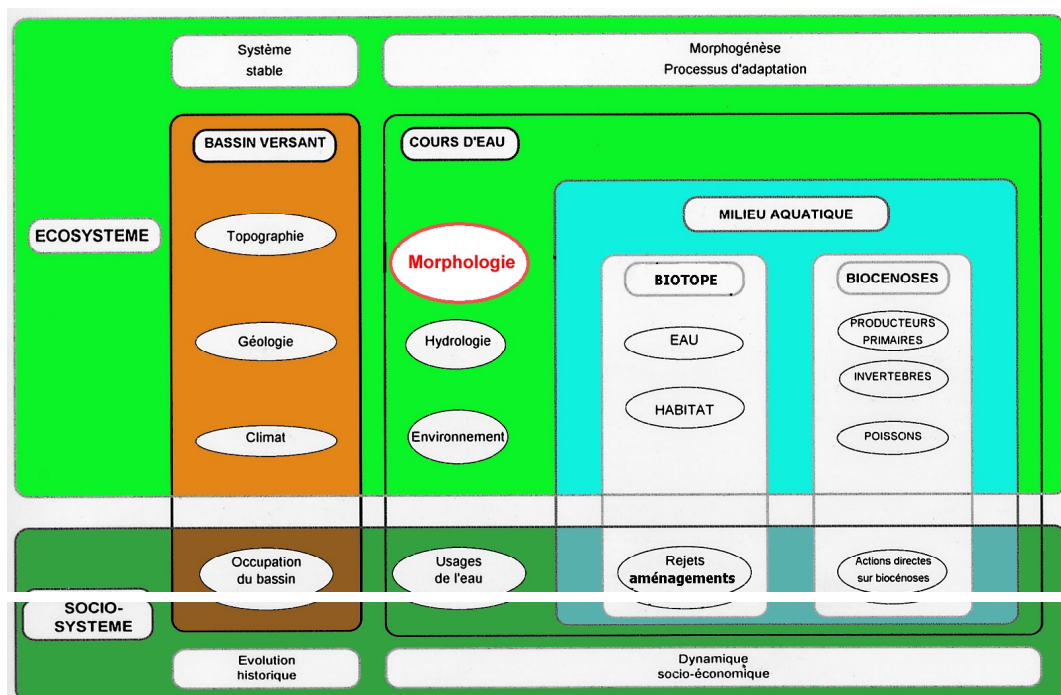 Système
stable
Morphogénèse
Processus d'adaptation
BASSIN VERSANT
COURS D'EAU
MILIEU AQUATIQUE
ECOSYSTEME
Topographie
Morphologie
BIOTOPE
BIOCENOSES
Géologie
Hydrologie
EAU
PRODUCTEURS
PRIMAIRES
INVERTEBRES
HABITAT
Climat
Environnement
POISSONS
Occupation
du bassin
Usages
de l'eau
Rejets
aménagements
Actions directes
sur biocénoses
SOCIO-
SYSTEME
Evolution
historique
Dynamique
socio-économique